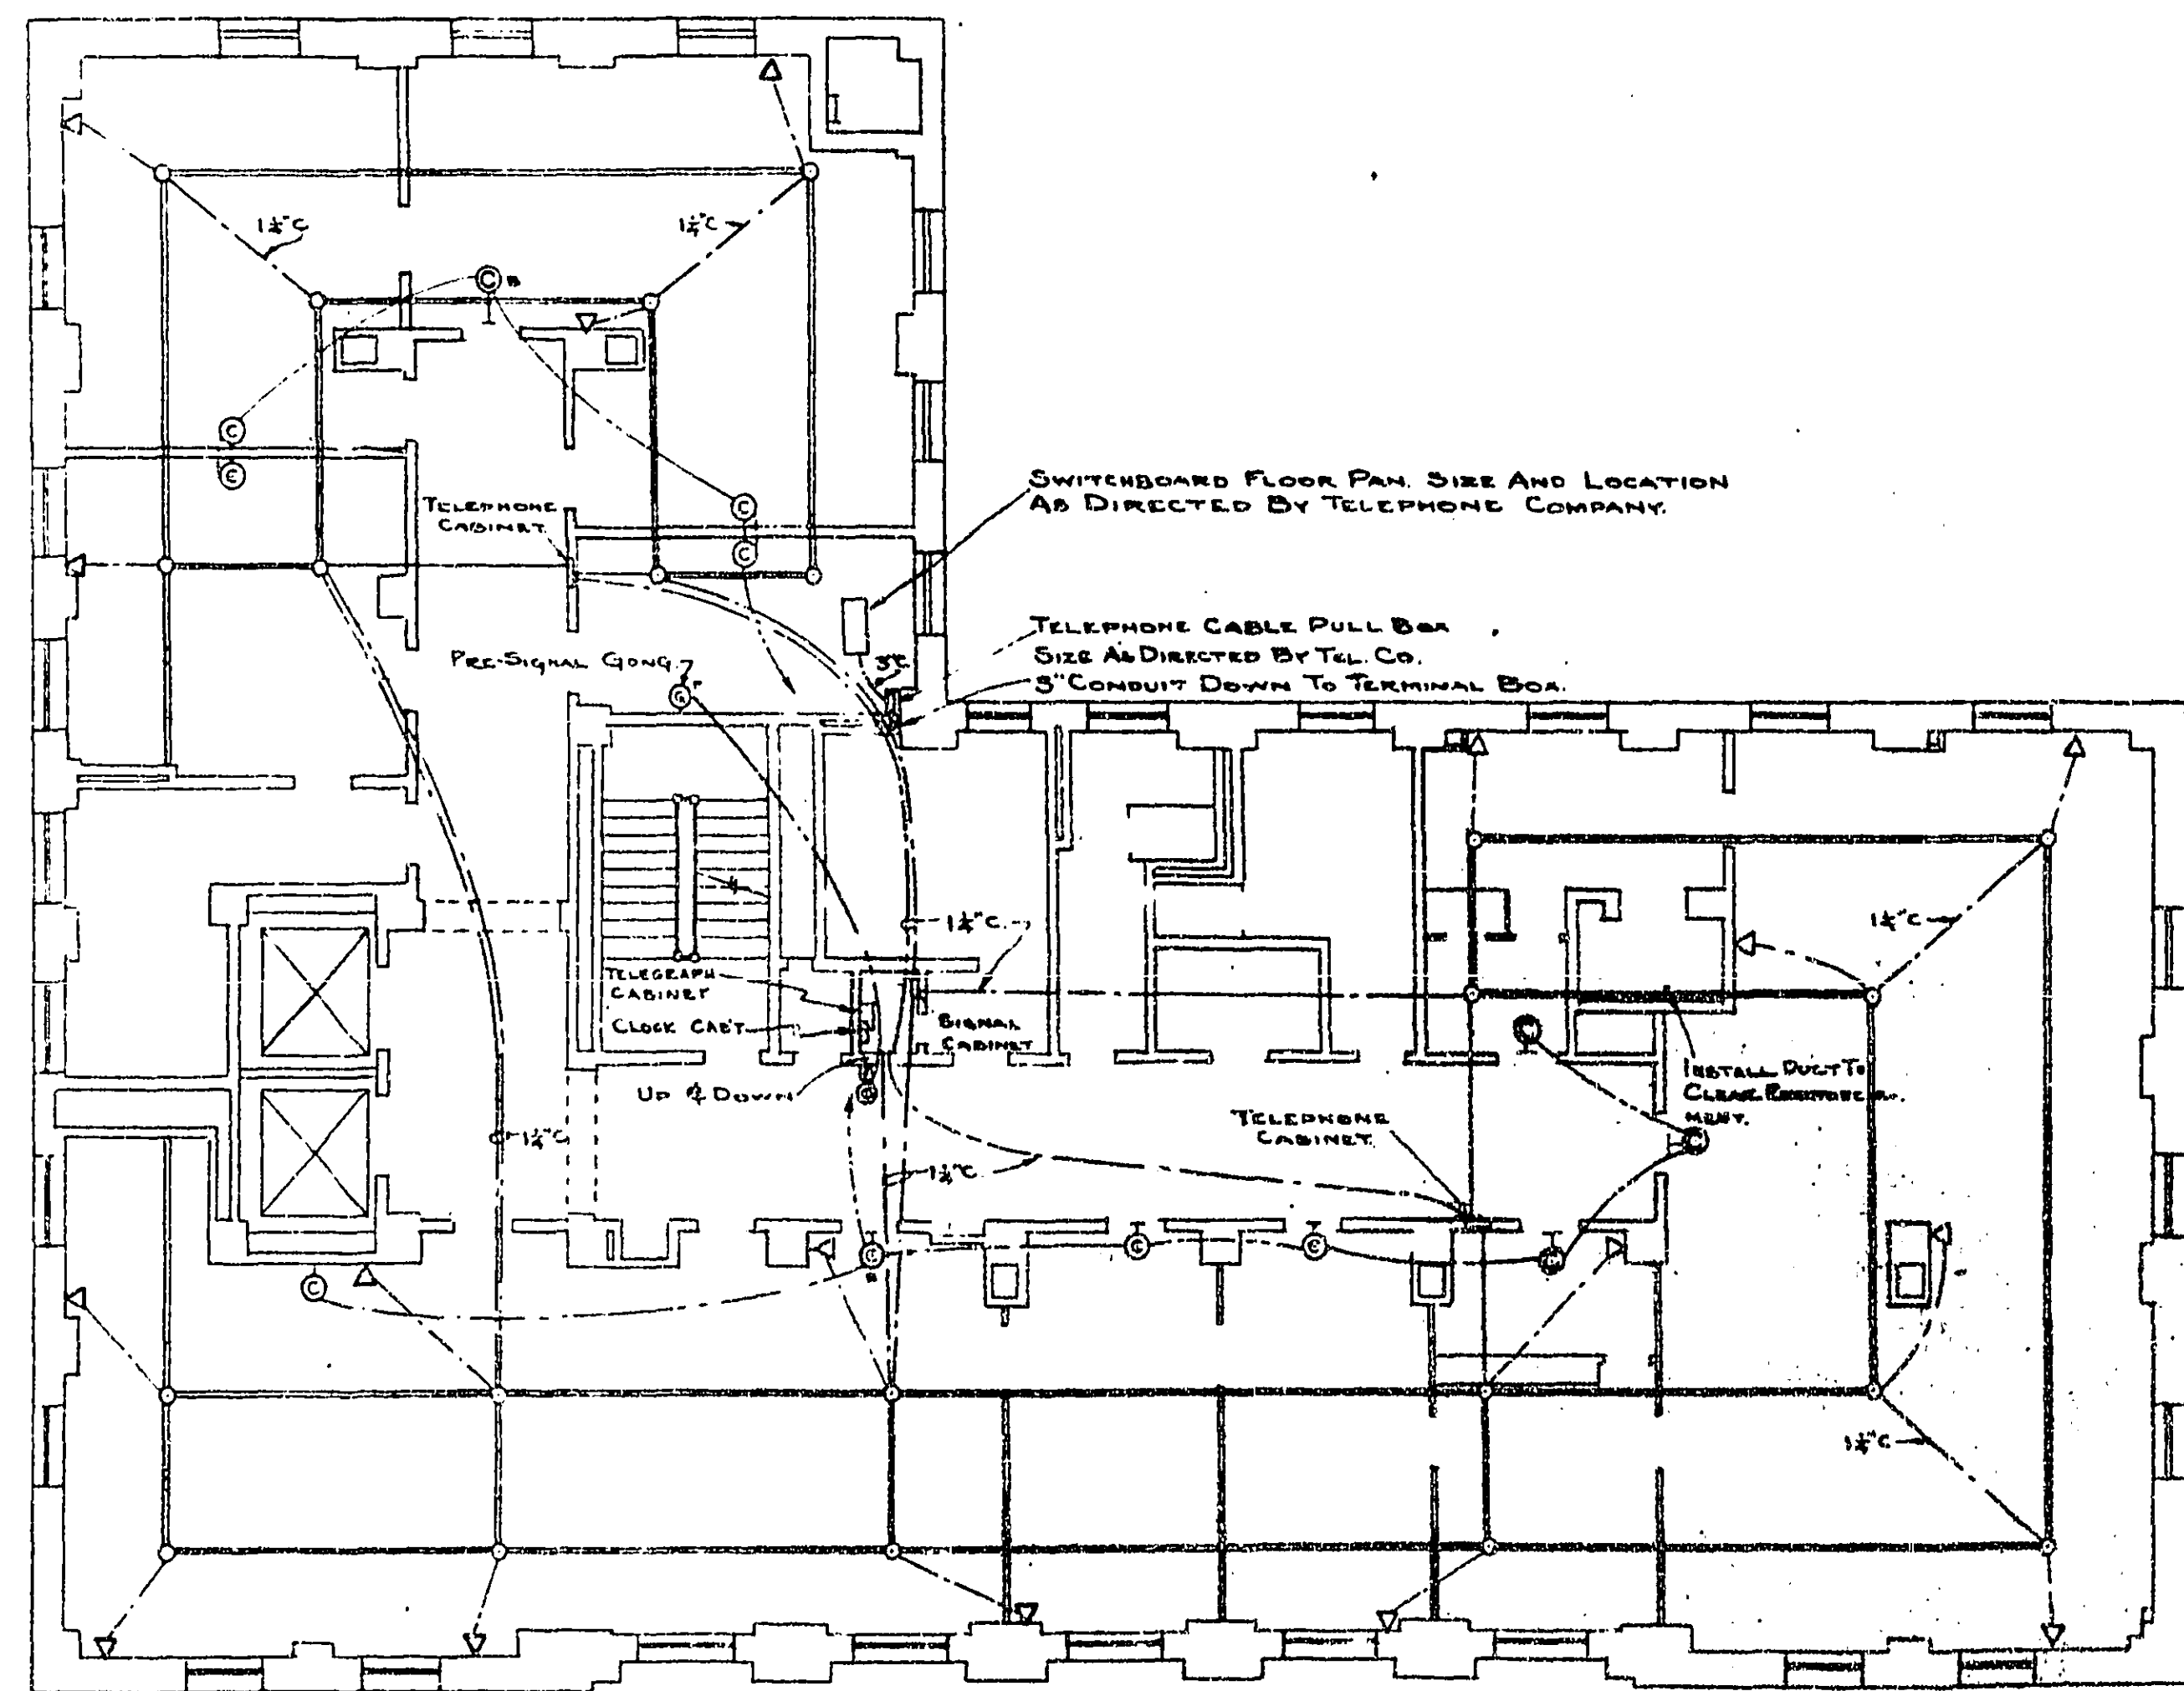 1¼"C
1¼"C
TELEPHONE
CABINET
SWITCHBOARD FLOOR PAN. SIZE AND LOCATION
AS DIRECTED BY TELEPHONE COMPANY.
TELEPHONE CABLE PULL BOX
SIZE AS DIRECTED BY TEL. CO.
3" CONDUIT DOWN TO TERMINAL BOX.
3"C.
PRE-SIGNAL GONG
1¼"C.
1¼"C
TELEGRAPH
CABINET
CLOCK CAB'T
SIGNAL
CABINET
UP & DOWN
INSTALL DUCT TO
CLEAR
MENT.
TELEPHONE
CABINET
1¼"C
1¼"C
1¼"C
C
C
C
C
C
G
C
C
C
C